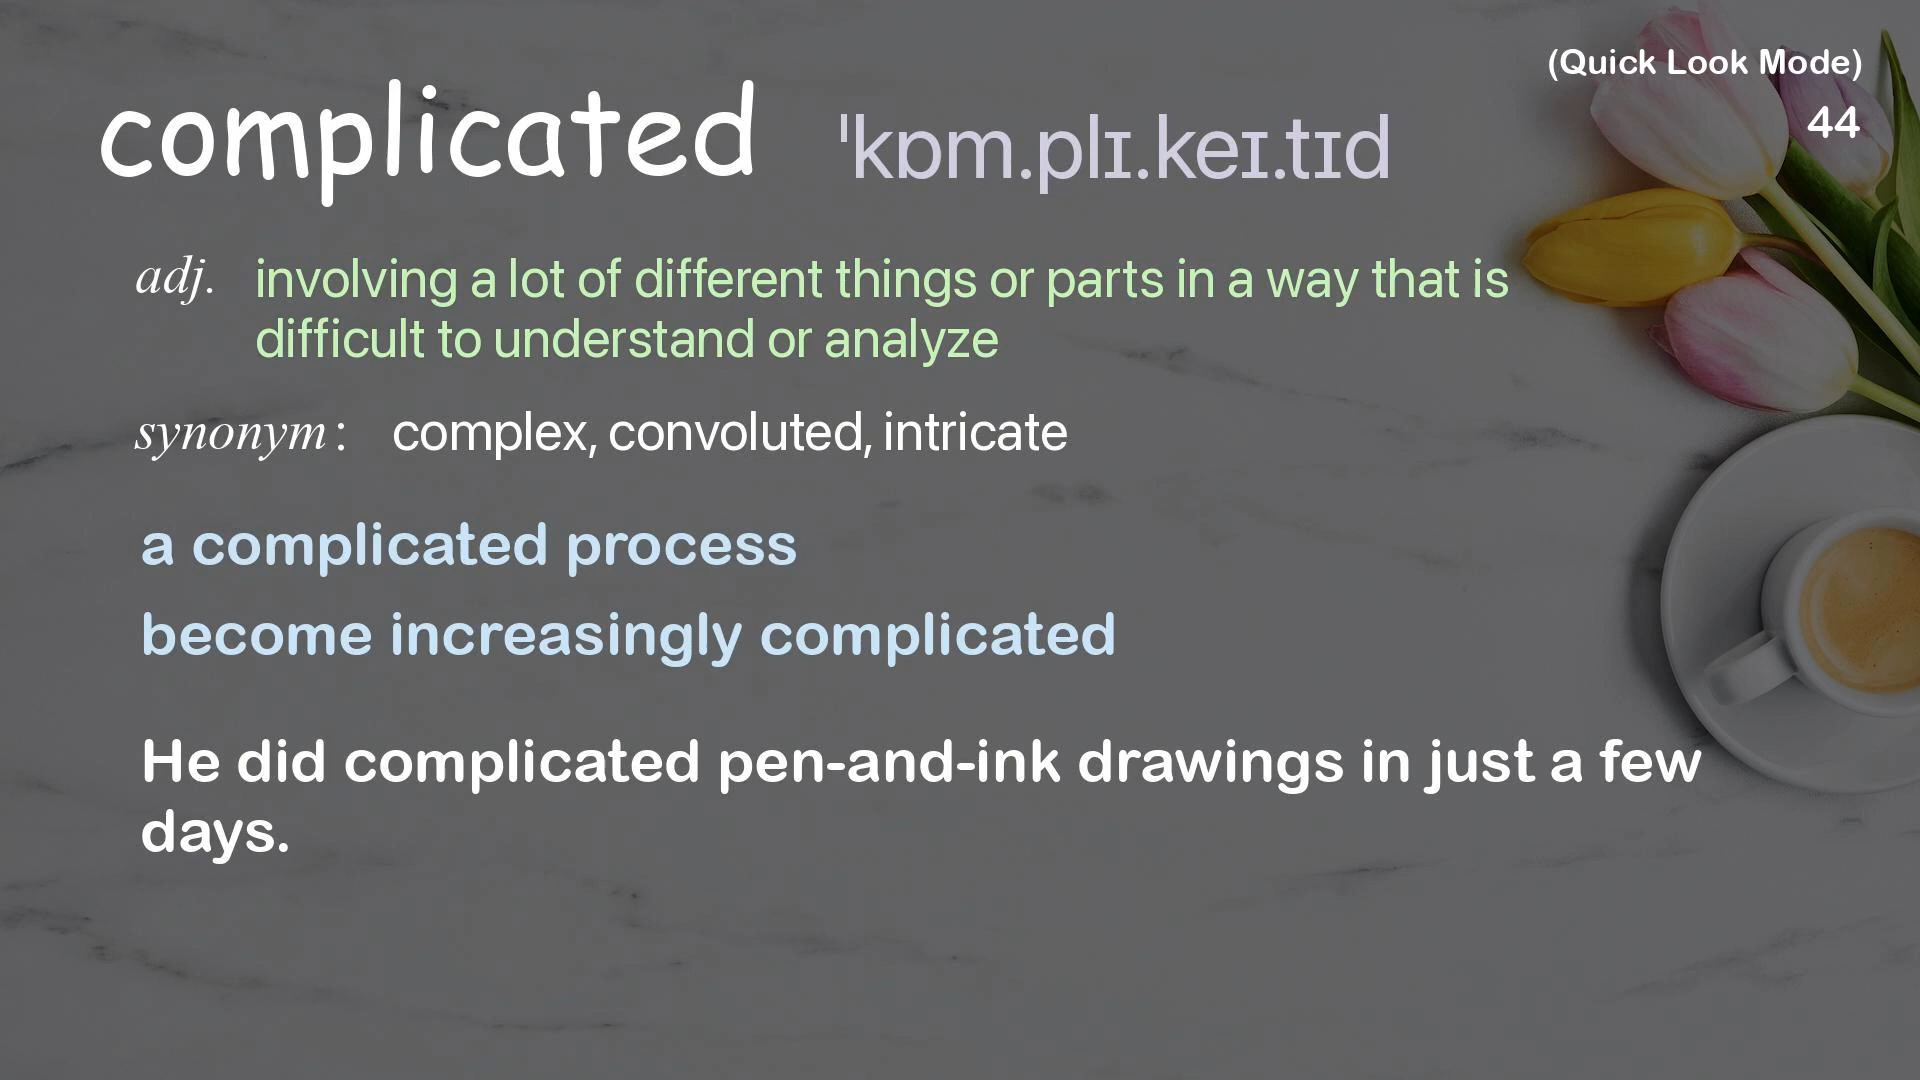 (Quick Look Mode)
44
complicated ˈkɒm.plɪ.keɪ.tɪd
adj. involving a lot of different things or parts in a way that is
difficult to understand or analyze
synonym: complex, convoluted, intricate
a complicated process
become increasingly complicated
He did complicated pen-and-ink drawings in just a few
days.